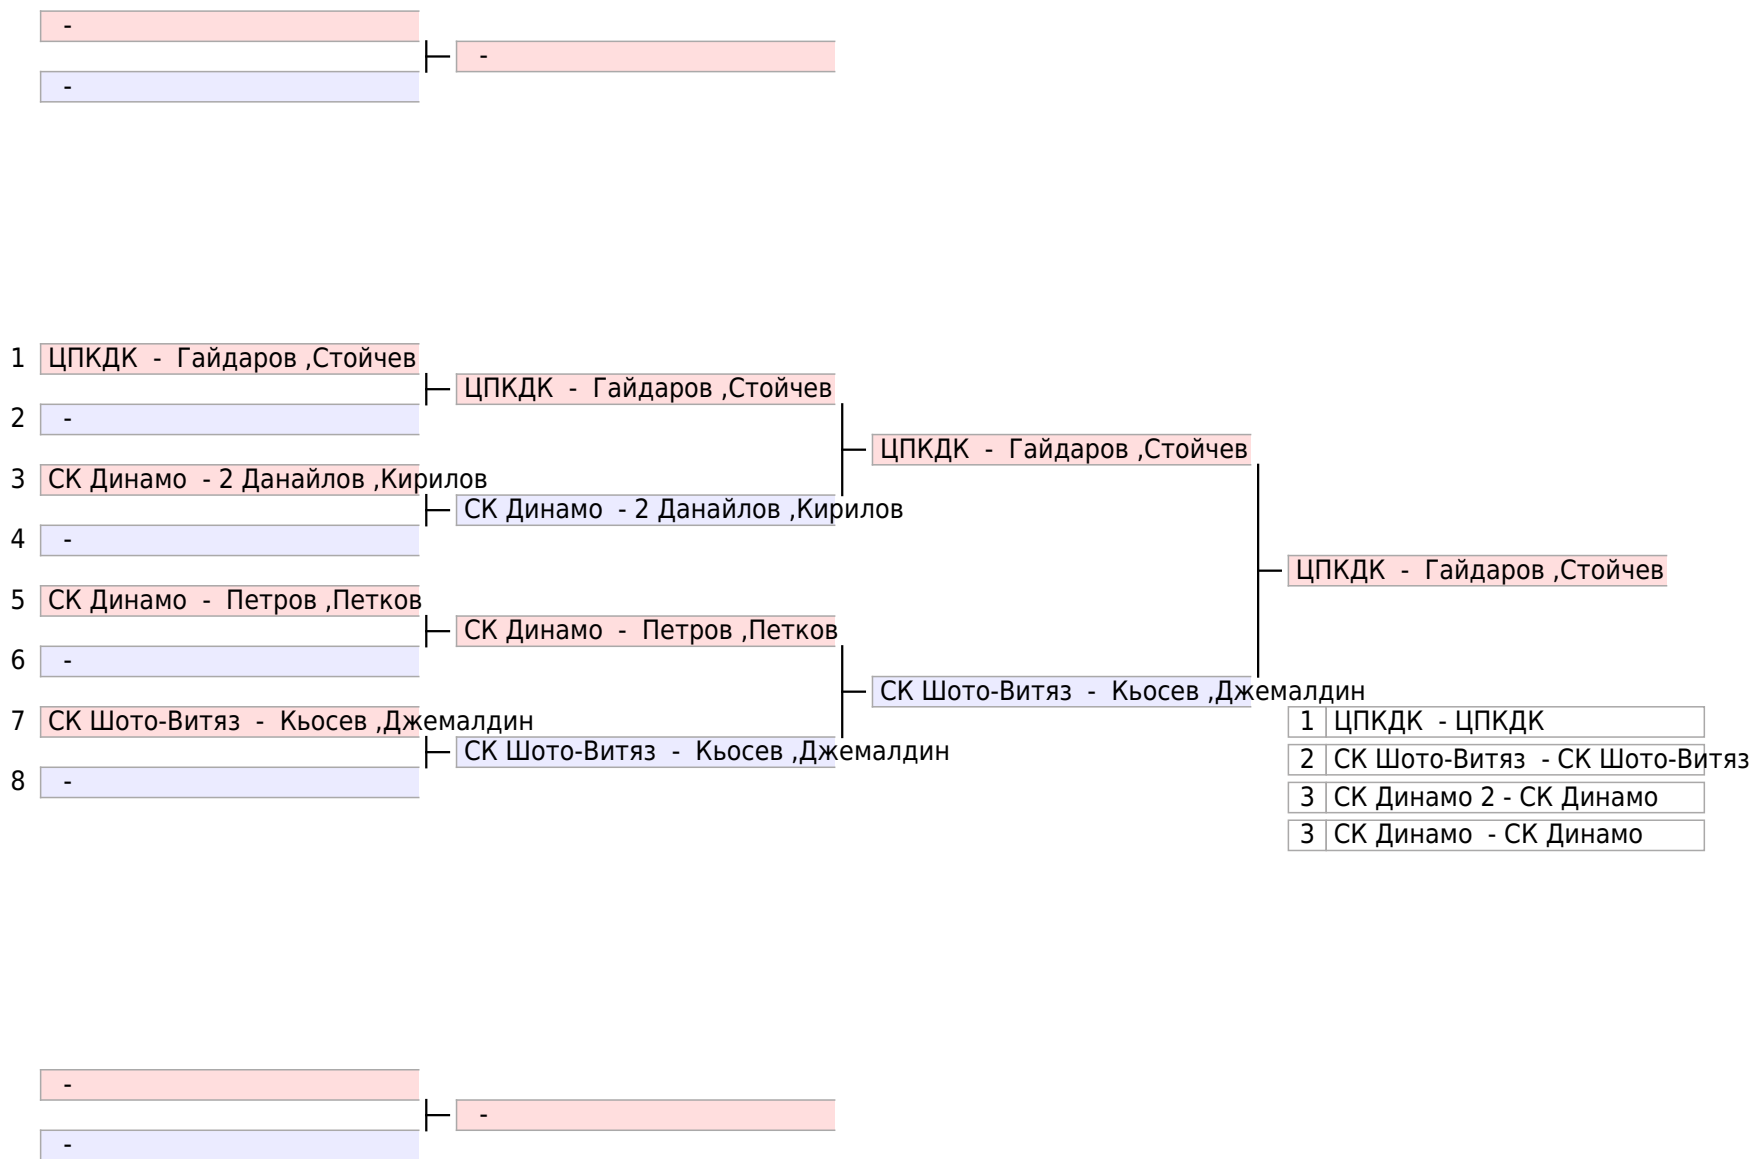 -
-
-
1 ЦПКДК - Гайдаров ,Стойчев
ЦПКДК - Гайдаров ,Стойчев
2 -
ЦПКДК - Гайдаров ,Стойчев
3 СК Динамо - 2 Данайлов ,Кирилов
СК Динамо - 2 Данайлов ,Кирилов
4 -
ЦПКДК - Гайдаров ,Стойчев
5 СК Динамо - Петров ,Петков
СК Динамо - Петров ,Петков
6 -
СК Шото-Витяз - Кьосев ,Джемалдин
7 СК Шото-Витяз - Кьосев ,Джемалдин
СК Шото-Витяз - Кьосев ,Джемалдин
8 -
1 ЦПКДК - ЦПКДК
2 СК Шото-Витяз - СК Шото-Витяз
3 СК Динамо 2 - СК Динамо
3 СК Динамо - СК Динамо
-
-
-